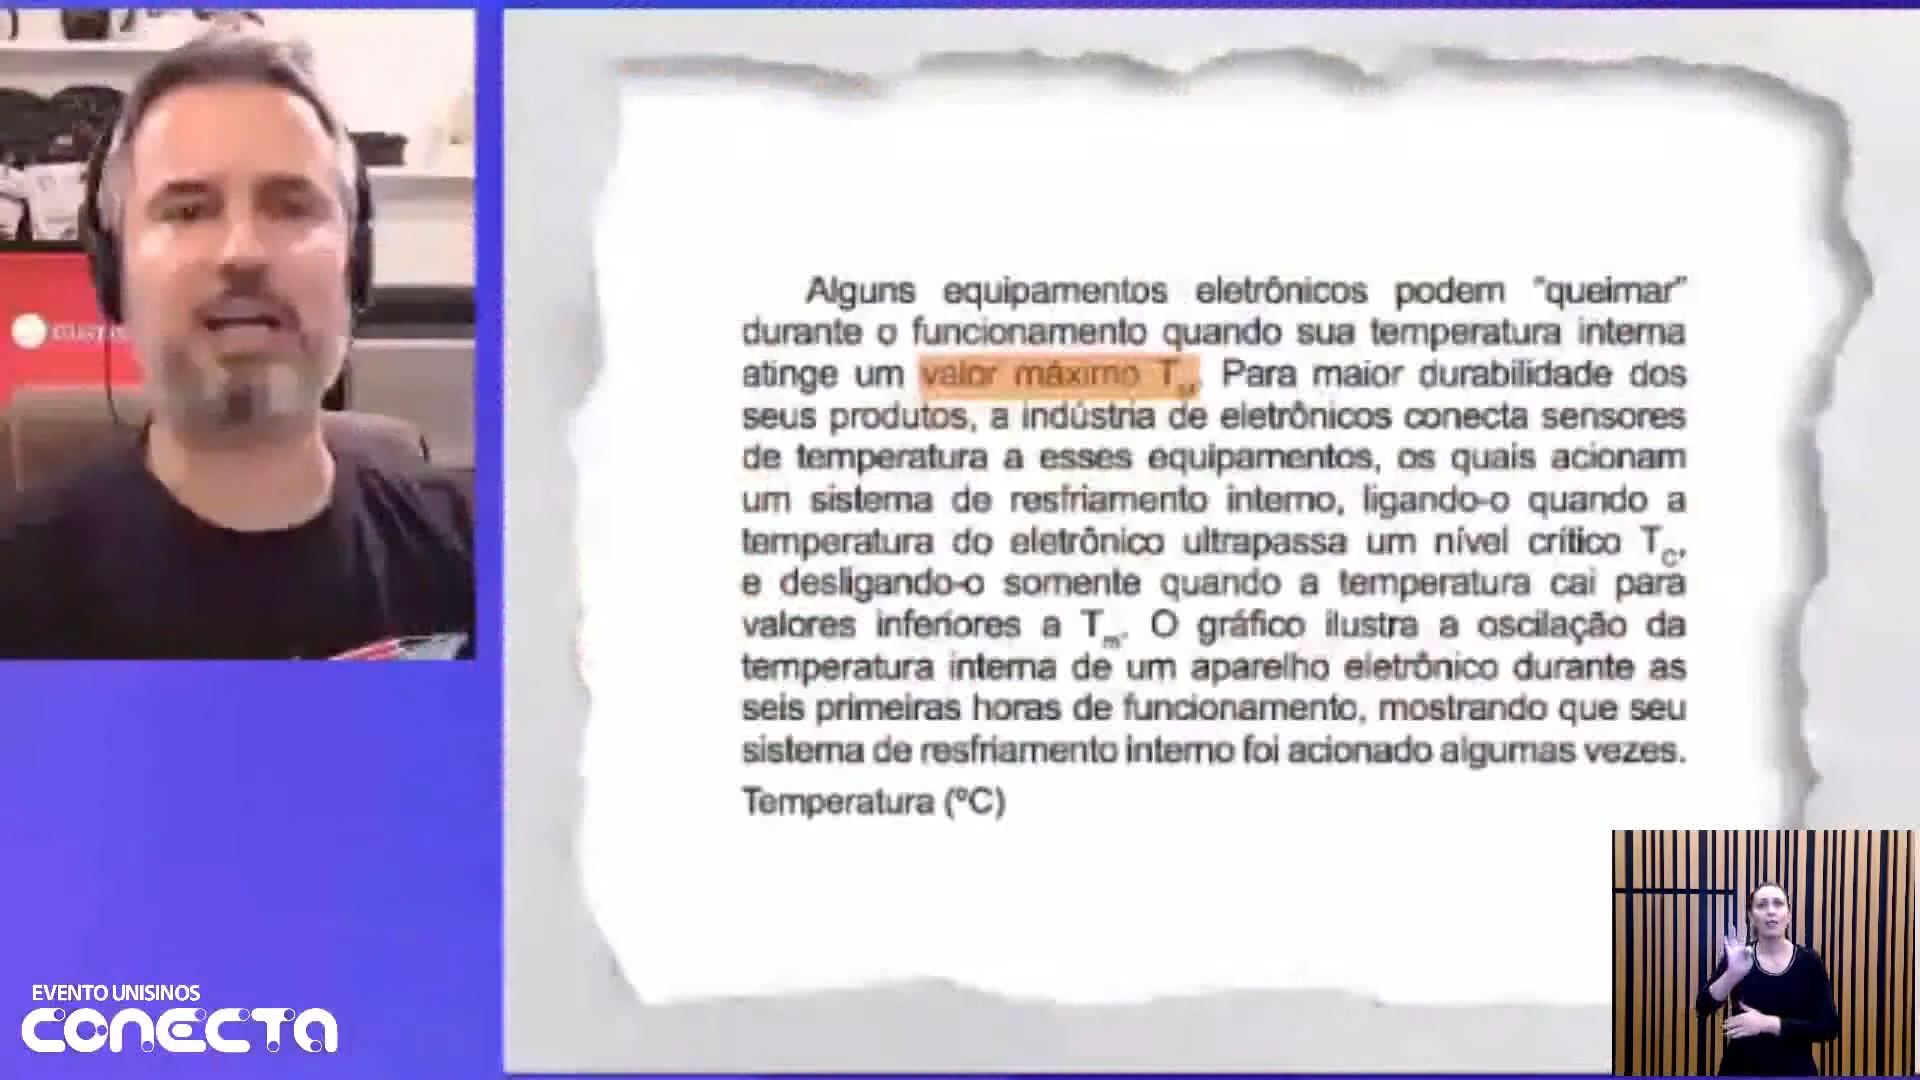 Alguns equipamentos eletrônicos podem "queimar"
durante o funcionamento quando sua temperatura interna
atinge um valor máximo T_M. Para maior durabilidade dos
seus produtos, a indústria de eletrônicos conecta sensores
de temperatura a esses equipamentos, os quais acionam
um sistema de resfriamento interno, ligando-o quando a
temperatura do eletrônico ultrapassa um nível crítico T_C,
e desligando-o somente quando a temperatura cai para
valores inferiores a T_m. O gráfico ilustra a oscilação da
temperatura interna de um aparelho eletrônico durante as
seis primeiras horas de funcionamento, mostrando que seu
sistema de resfriamento interno foi acionado algumas vezes.
Temperatura (ºC)
EVENTO UNISINOS
CONECTA